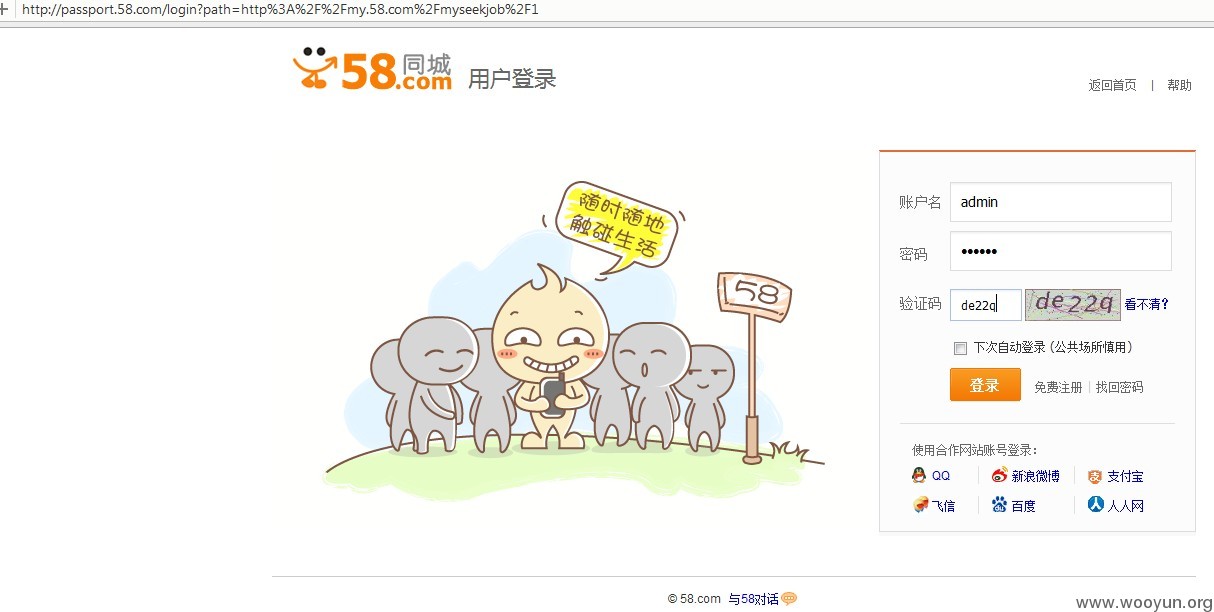 http://passport.58.com/login?path=http%3A%2F%2Fmy.58.com%2Fmyseekjob%2F1
58同城.com 用户登录
返回首页 | 帮助
随时随地
触碰生活
58
账户名 admin
密码 ••••••
验证码 de22q de22q 看不清?
下次自动登录 (公共场所慎用)
登录 免费注册 | 找回密码
使用合作网站账号登录:
QQ 新浪微博 支付宝
飞信 百度 人人网
© 58.com 与58对话
www.wooyun.org